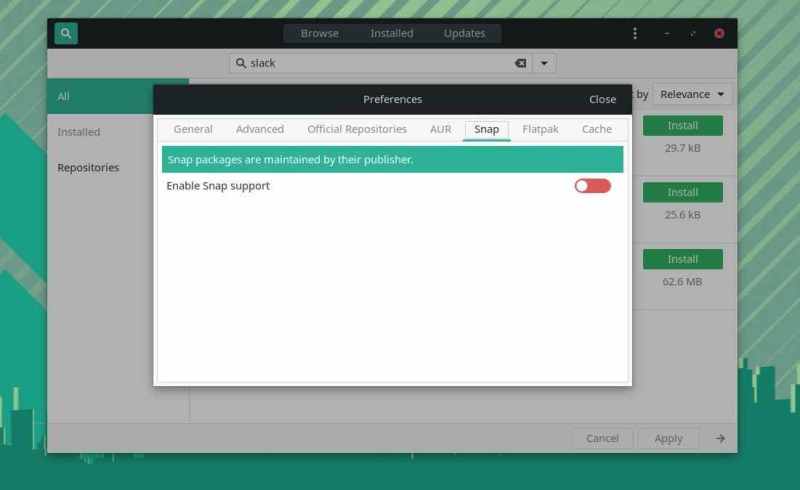 Browse Installed Updates
slack
All
Installed
Repositories
by Relevance
Preferences Close
General Advanced Official Repositories AUR Snap Flatpak Cache
Snap packages are maintained by their publisher.
Enable Snap support
Install
29.7 kB
Install
25.6 kB
Install
62.6 MB
Cancel Apply